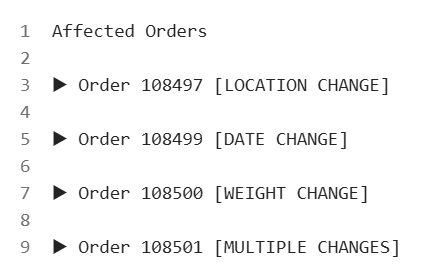 1 Affected Orders
2
3 ▶ Order 108497 [LOCATION CHANGE]
4
5 ▶ Order 108499 [DATE CHANGE]
6
7 ▶ Order 108500 [WEIGHT CHANGE]
8
9 ▶ Order 108501 [MULTIPLE CHANGES]